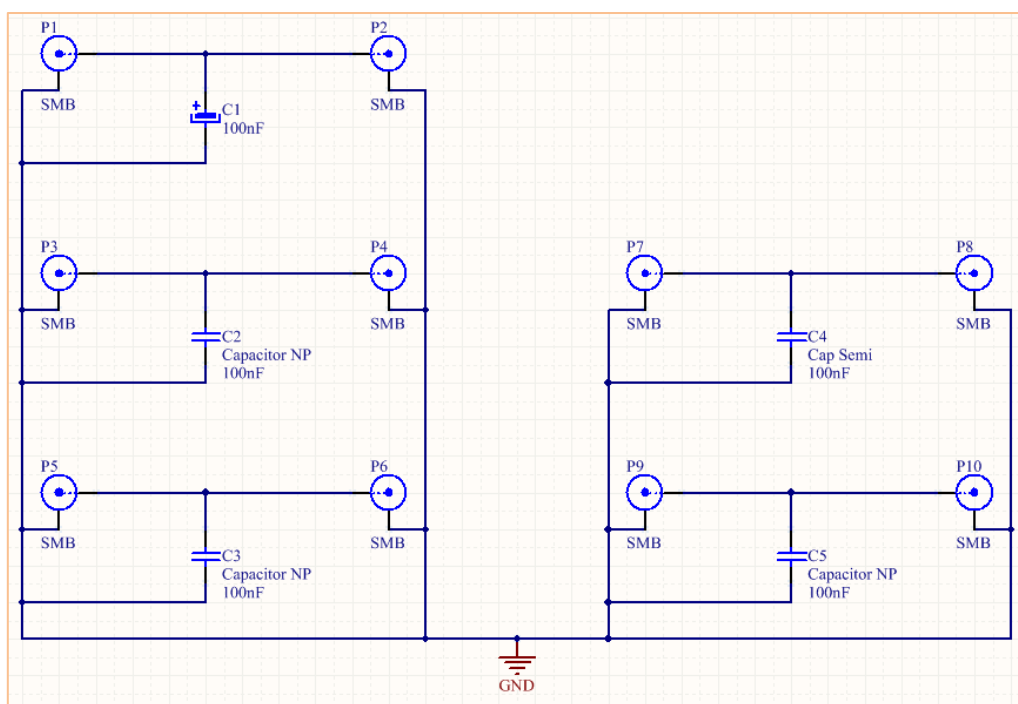 P1
P2
SMB
SMB
+
C1
100nF
P3
P4
SMB
SMB
C2
Capacitor NP
100nF
P5
P6
SMB
SMB
C3
Capacitor NP
100nF
P7
P8
SMB
SMB
C4
Cap Semi
100nF
P9
P10
SMB
SMB
C5
Capacitor NP
100nF
GND